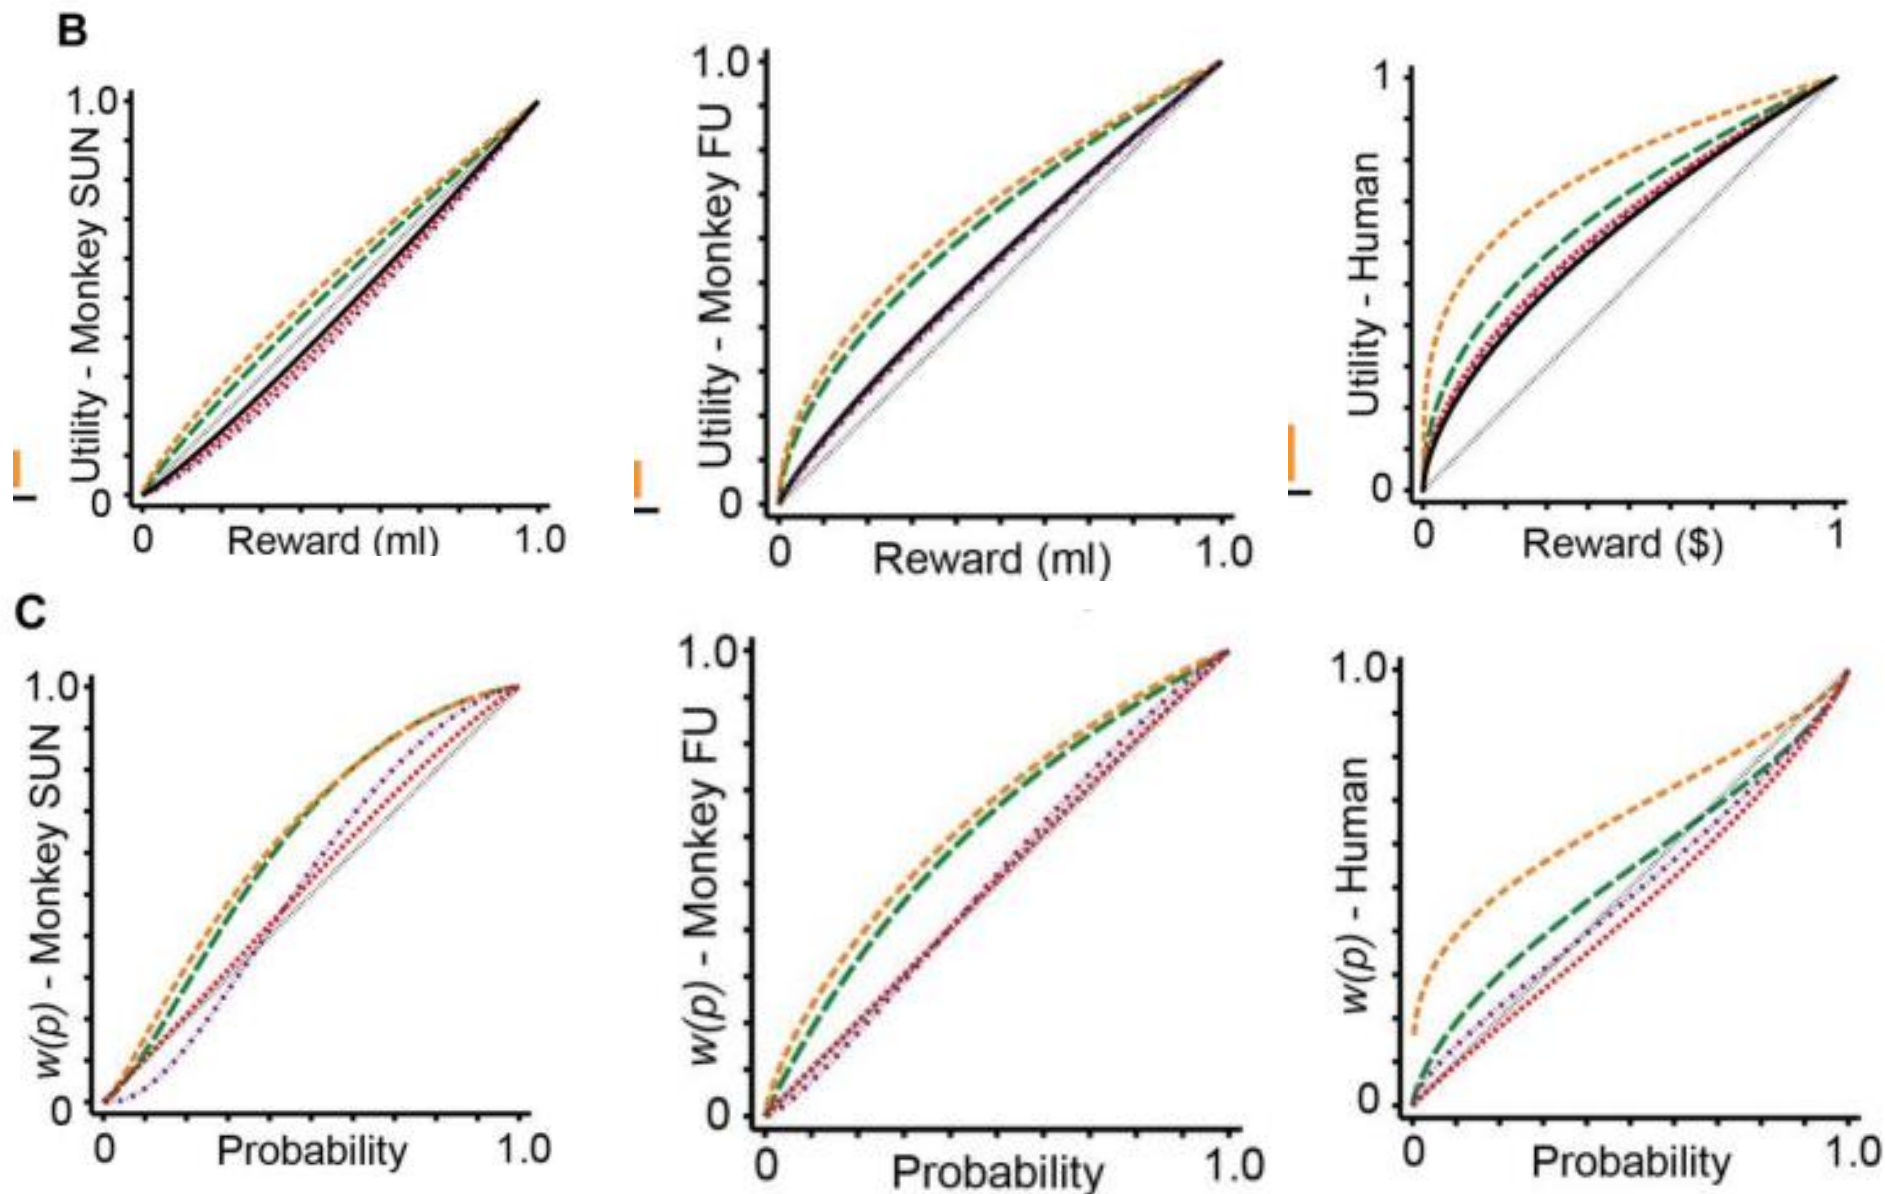 B
1.0
Utility - Monkey SUN
0
0
Reward (ml)
1.0
1.0
Utility - Monkey FU
0
0
Reward (ml)
1.0
1
Utility - Human
0
0
Reward ($)
1
C
1.0
w(p) - Monkey SUN
0
0
Probability
1.0
1.0
w(p) - Monkey FU
0
0
Probability
1.0
1.0
w(p) - Human
0
0
Probability
1.0